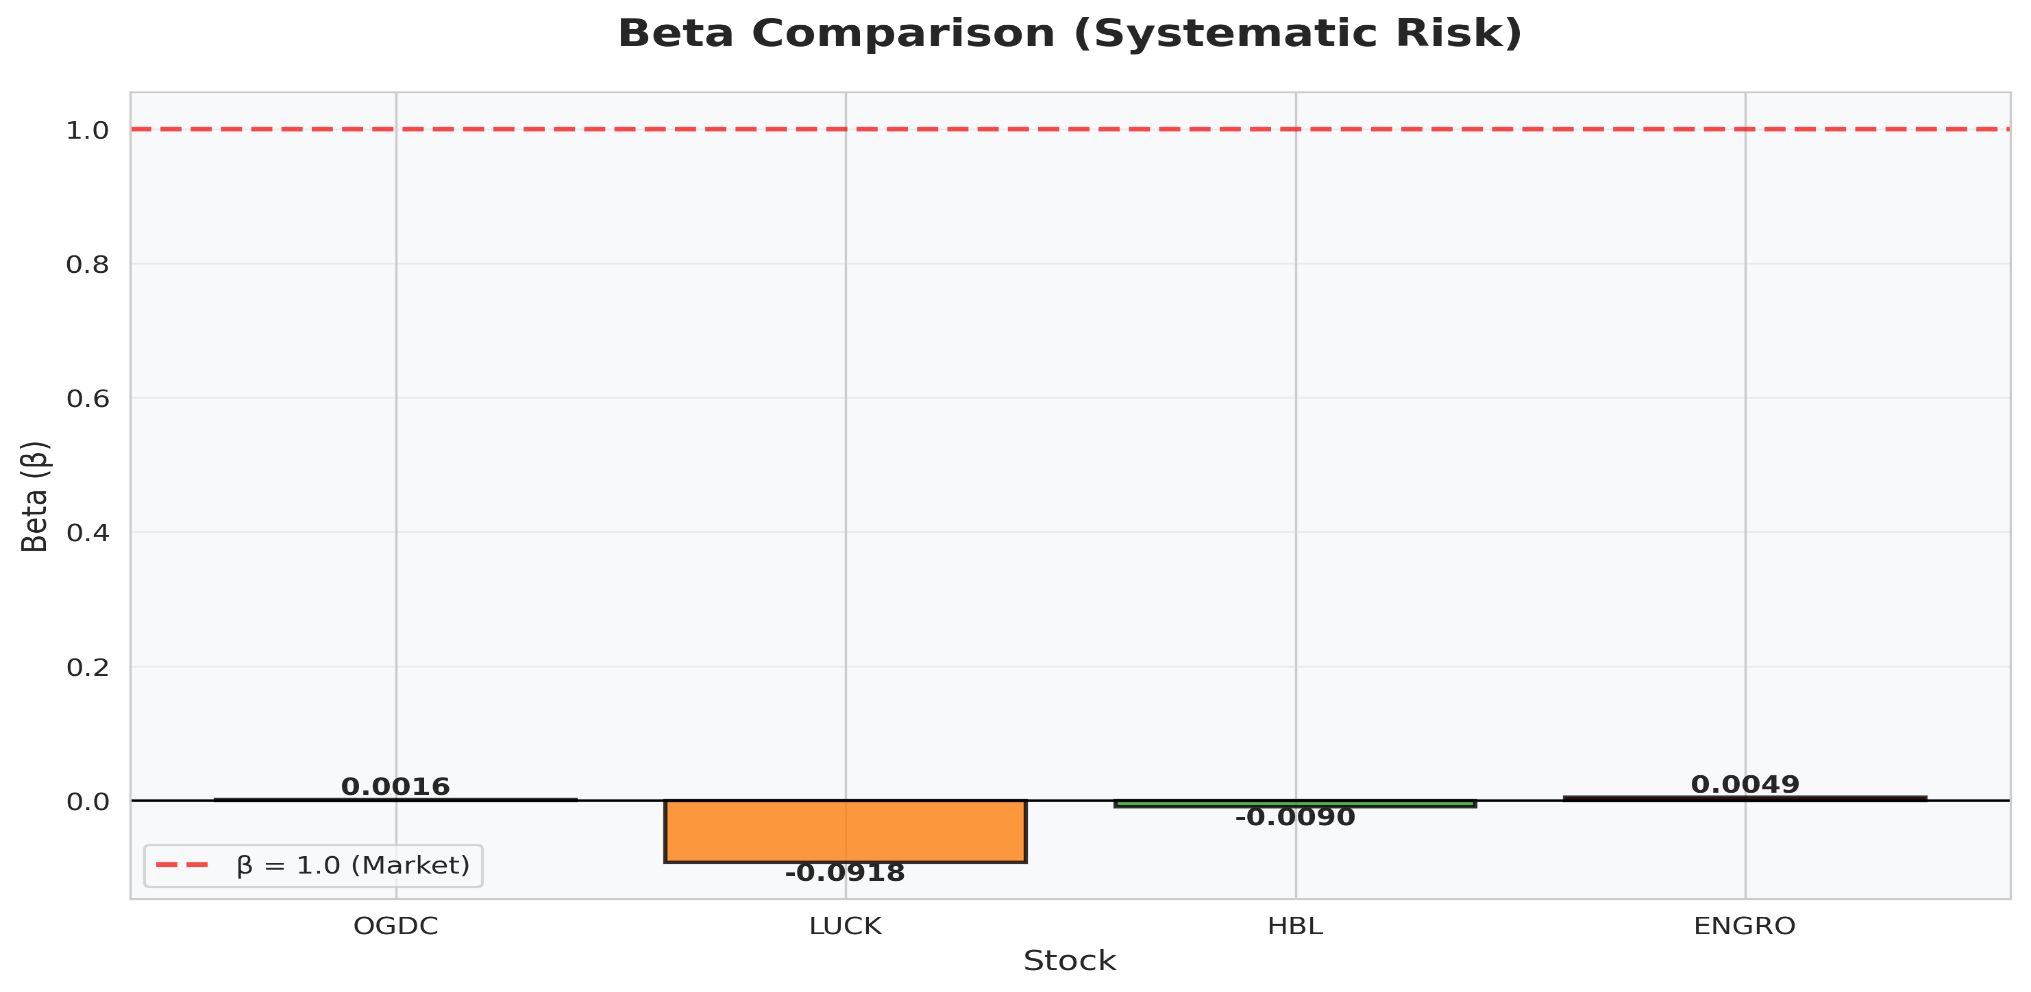 Beta Comparison (Systematic Risk)
Beta (β)
1.0
0.8
0.6
0.4
0.2
0.0
0.0016
-0.0918
-0.0090
0.0049
β = 1.0 (Market)
OGDC LUCK HBL ENGRO
Stock